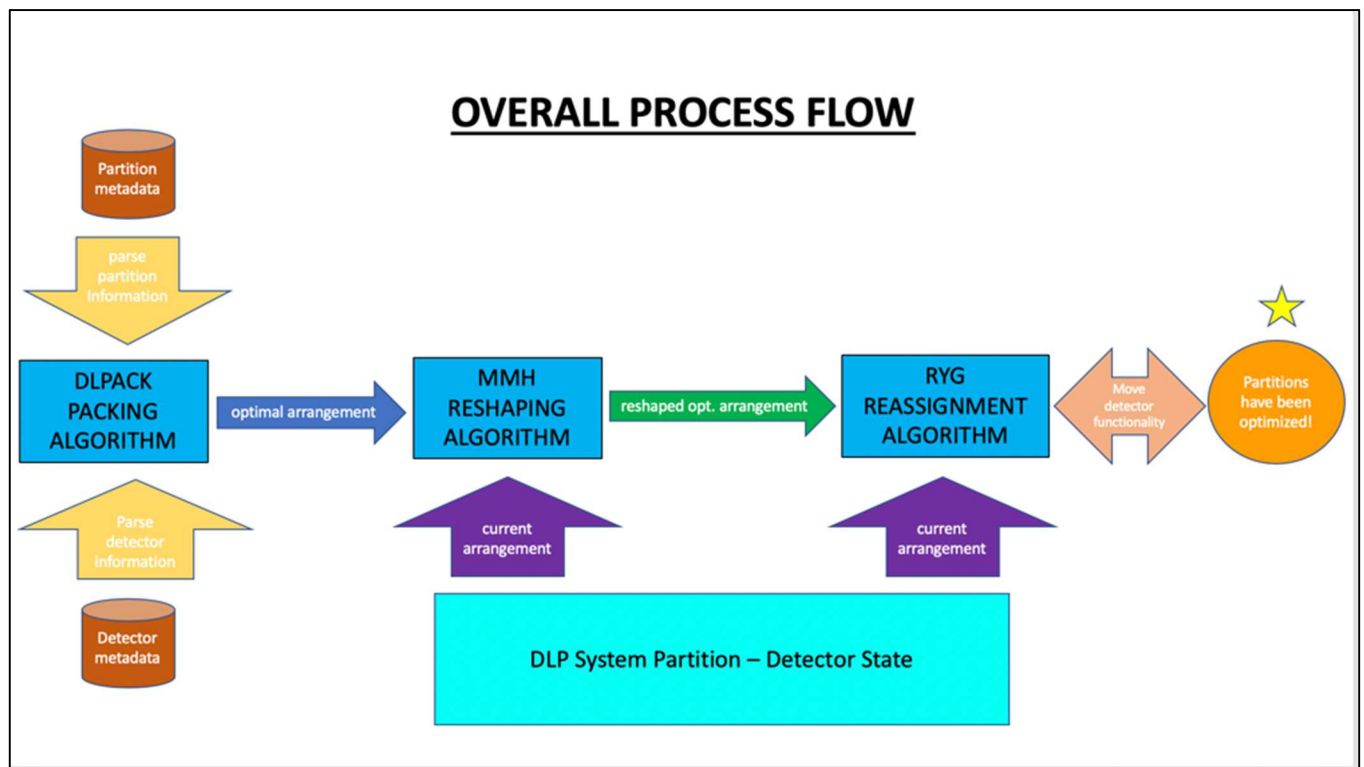 OVERALL PROCESS FLOW
Partition
metadata
parse
partition
Information
DLPACK
PACKING
ALGORITHM
optimal arrangement
MMH
RESHAPING
ALGORITHM
reshaped opt. arrangement
RYG
REASSIGNMENT
ALGORITHM
Move
detector
functionality
Partitions
have been
optimized!
Parse
detector
information
current
arrangement
current
arrangement
Detector
metadata
DLP System Partition – Detector State